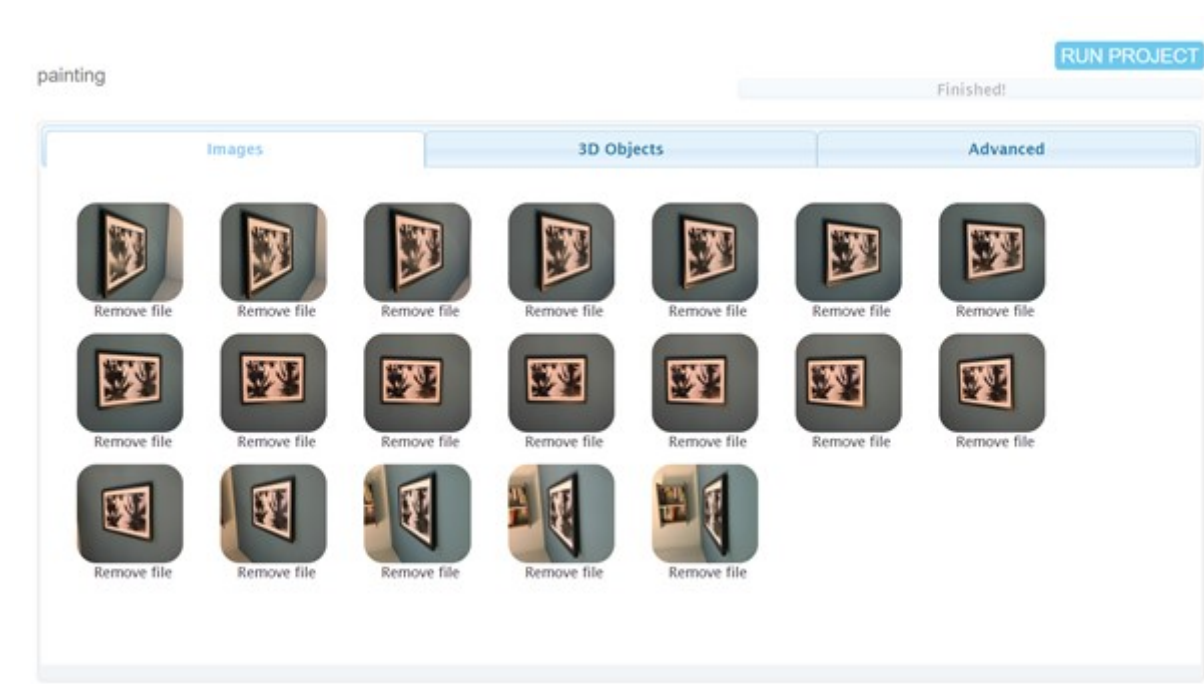 RUN PROJECT
painting
Finished!
Images 3D Objects Advanced
Remove file Remove file Remove file Remove file Remove file Remove file Remove file
Remove file Remove file Remove file Remove file Remove file Remove file Remove file
Remove file Remove file Remove file Remove file Remove file